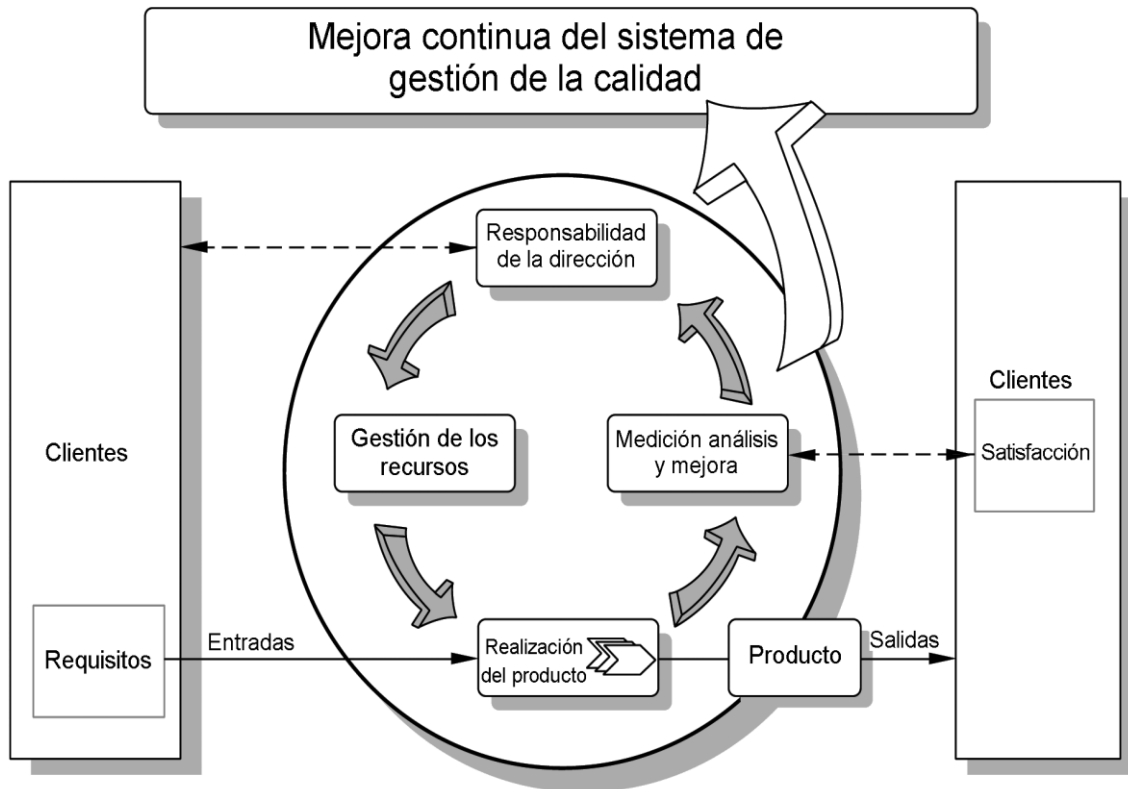 Mejora continua del sistema de
gestión de la calidad
Responsabilidad
de la dirección
Clientes
Gestión de los
recursos
Medición análisis
y mejora
Clientes
Satisfacción
Requisitos
Entradas
Realización
del producto
Producto
Salidas